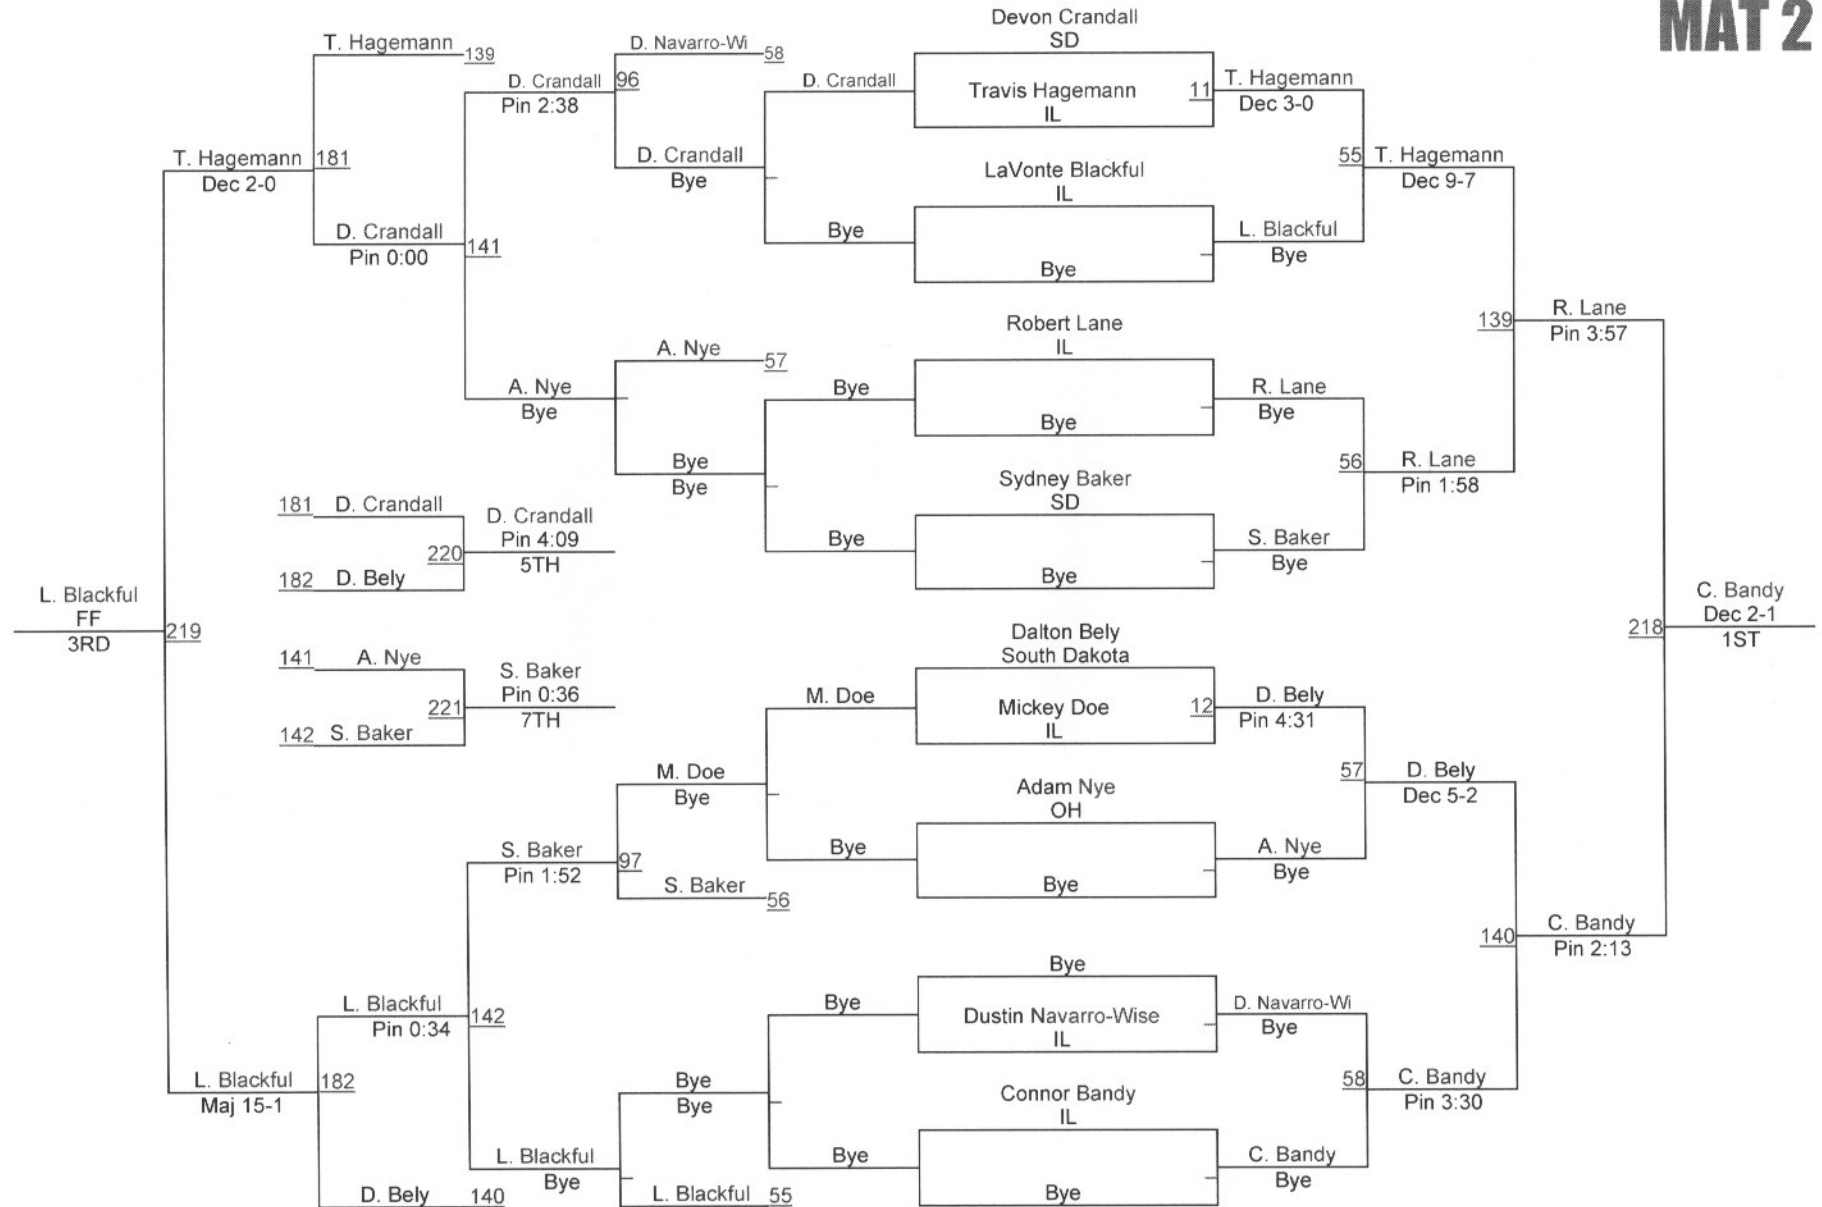 MAT 2
Devon Crandall
SD
T. Hagemann
139
D. Navarro-Wi
58
D. Crandall
Pin 2:38
96
D. Crandall
Travis Hagemann
IL
11
T. Hagemann
Dec 3-0
T. Hagemann
Dec 2-0
181
D. Crandall
Bye
LaVonte Blackful
IL
55
T. Hagemann
Dec 9-7
D. Crandall
Pin 0:00
141
Bye
Bye
L. Blackful
Bye
Robert Lane
IL
139
R. Lane
Pin 3:57
A. Nye
57
A. Nye
Bye
Bye
Bye
R. Lane
Bye
Bye
Bye
Sydney Baker
SD
56
R. Lane
Pin 1:58
181
D. Crandall
D. Crandall
Pin 4:09
5TH
220
182
D. Bely
Bye
Bye
S. Baker
Bye
L. Blackful
FF
3RD
219
Dalton Bely
South Dakota
218
C. Bandy
Dec 2-1
1ST
141
A. Nye
S. Baker
Pin 0:36
7TH
221
142
S. Baker
M. Doe
Mickey Doe
IL
12
D. Bely
Pin 4:31
M. Doe
Bye
Adam Nye
OH
57
D. Bely
Dec 5-2
S. Baker
Pin 1:52
97
S. Baker
56
Bye
Bye
A. Nye
Bye
140
C. Bandy
Pin 2:13
Bye
L. Blackful
Pin 0:34
142
Bye
Dustin Navarro-Wise
IL
D. Navarro-Wi
Bye
L. Blackful
Maj 15-1
182
Bye
Bye
Connor Bandy
IL
58
C. Bandy
Pin 3:30
L. Blackful
Bye
Bye
Bye
C. Bandy
Bye
D. Bely
140
L. Blackful
55